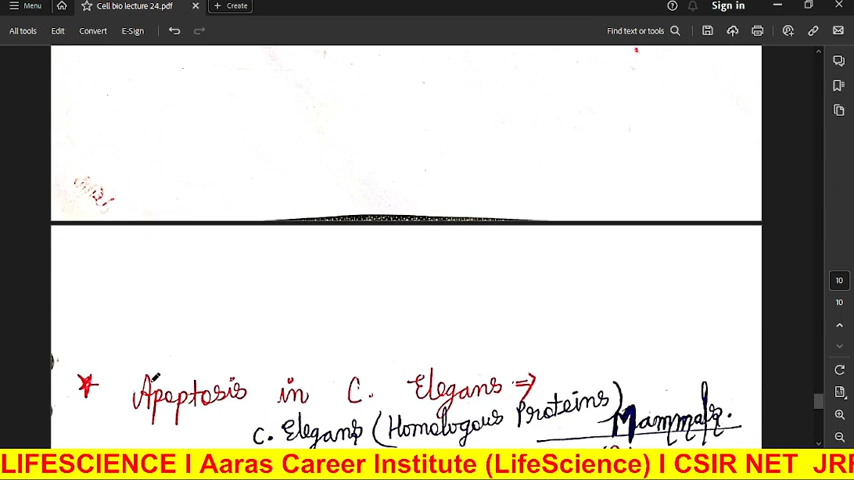 Menu Cell bio lecture 24.pdf × + Create Sign in
All tools Edit Convert E-Sign Find text or tools
10
10
* Apoptosis in C. Elegans ⇒
C. Elegans (Homologous Proteins) Mammals.
LIFESCIENCE I Aaras Career Institute (LifeScience) I CSIR NET JRF